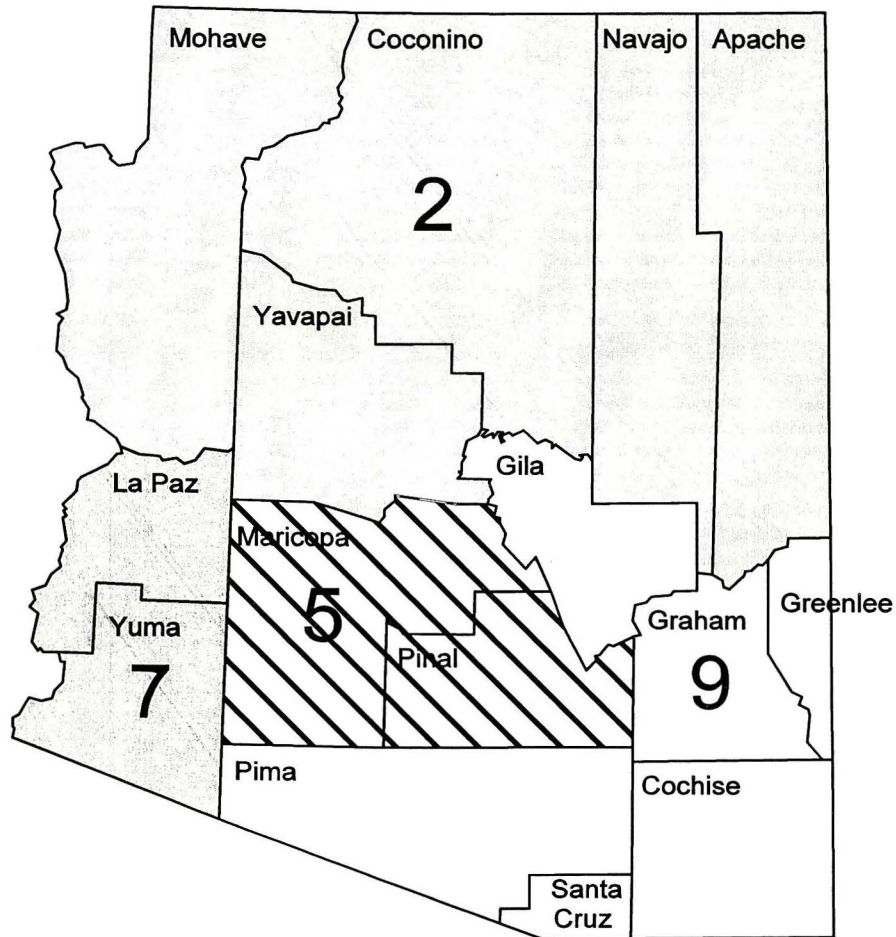 Mohave
Coconino
Navajo
Apache
2
Yavapai
Gila
La Paz
Maricopa
5
Yuma
7
Pinal
Graham
Greenlee
9
Pima
Cochise
Santa
Cruz